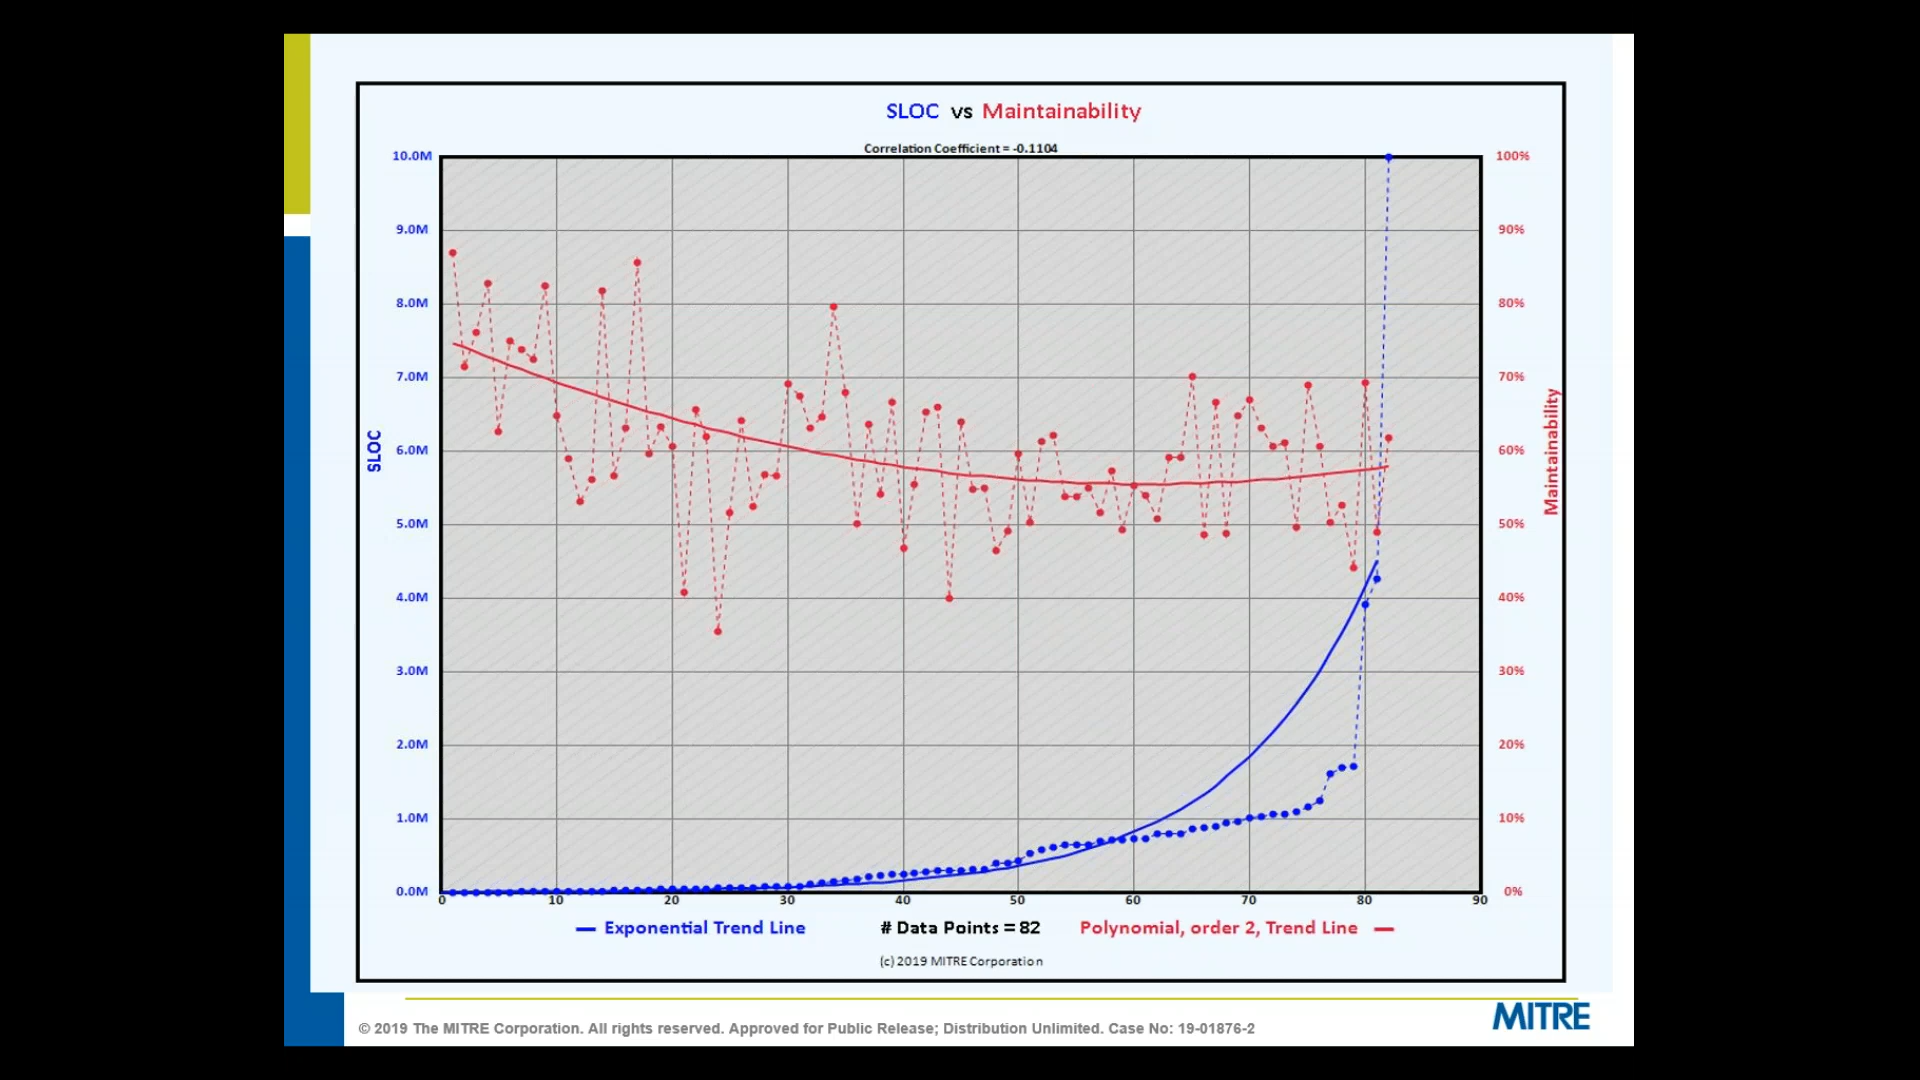 SLOC vs Maintainability
Correlation Coefficient = -0.1104
10.0M
9.0M
8.0M
7.0M
6.0M
5.0M
4.0M
3.0M
2.0M
1.0M
0.0M
SLOC
100%
90%
80%
70%
60%
50%
40%
30%
20%
10%
0%
Maintainability
0 10 20 30 40 50 60 70 80 90
Exponential Trend Line # Data Points = 82 Polynomial, order 2, Trend Line
(c) 2019 MITRE Corporation
© 2019 The MITRE Corporation. All rights reserved. Approved for Public Release; Distribution Unlimited. Case No: 19-01876-2
MITRE